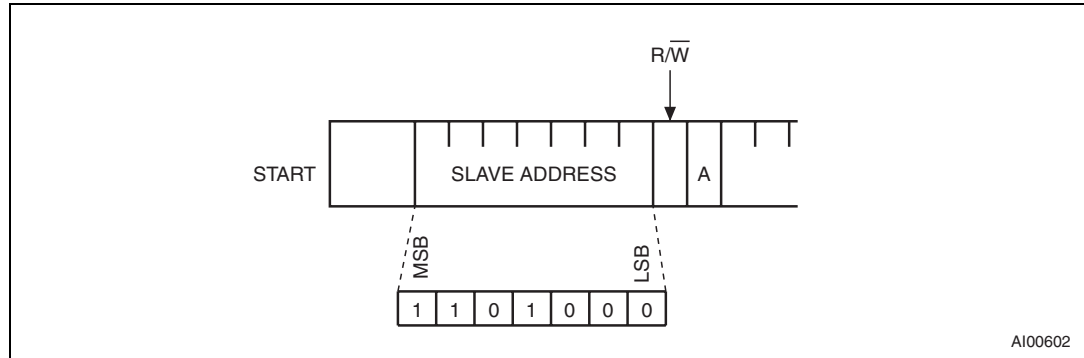 R/W̅
START
SLAVE ADDRESS
A
MSB
LSB
1 1 0 1 0 0 0
AI00602